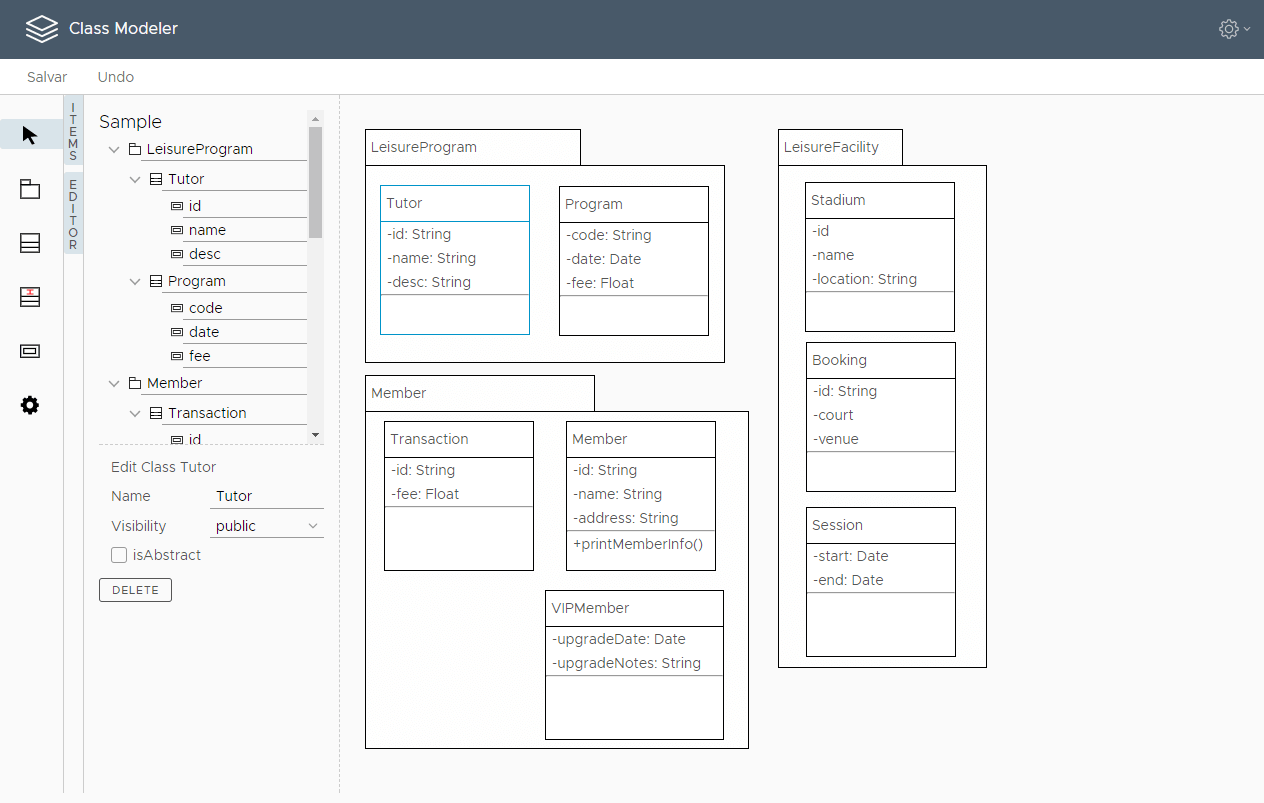 Class Modeler
Salvar
Undo
ITEMS
EDITOR
Sample
LeisureProgram
Tutor
id
name
desc
Program
code
date
fee
Member
Transaction
id
Edit Class Tutor
Name
Tutor
Visibility
public
isAbstract
DELETE
LeisureProgram
Tutor
-id: String
-name: String
-desc: String
Program
-code: String
-date: Date
-fee: Float
Member
Transaction
-id: String
-fee: Float
Member
-id: String
-name: String
-address: String
+printMemberInfo()
VIPMember
-upgradeDate: Date
-upgradeNotes: String
LeisureFacility
Stadium
-id
-name
-location: String
Booking
-id: String
-court
-venue
Session
-start: Date
-end: Date